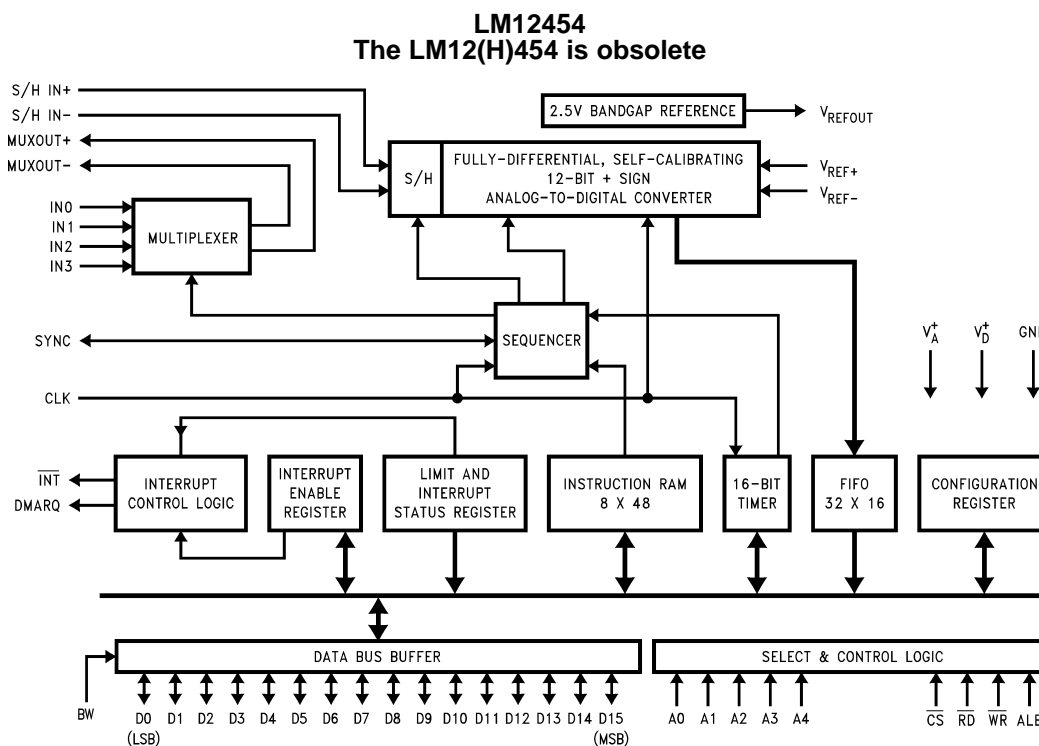 LM12454
The LM12(H)454 is obsolete
S/H IN+
S/H IN-
MUXOUT+
MUXOUT-
2.5V BANDGAP REFERENCE
VREFOUT
S/H
FULLY-DIFFERENTIAL, SELF-CALIBRATING
12-BIT + SIGN
ANALOG-TO-DIGITAL CONVERTER
VREF+
VREF-
IN0
IN1
IN2
IN3
MULTIPLEXER
SYNC
SEQUENCER
V+A
V+D
GN
CLK
INT
DMARQ
INTERRUPT
CONTROL LOGIC
INTERRUPT
ENABLE
REGISTER
LIMIT AND
INTERRUPT
STATUS REGISTER
INSTRUCTION RAM
8 X 48
16-BIT
TIMER
FIFO
32 X 16
CONFIGURATION
REGISTER
DATA BUS BUFFER
SELECT & CONTROL LOGIC
BW
D0 D1 D2 D3 D4 D5 D6 D7 D8 D9 D10 D11 D12 D13 D14 D15
(LSB) (MSB)
A0 A1 A2 A3 A4
CS RD WR ALE